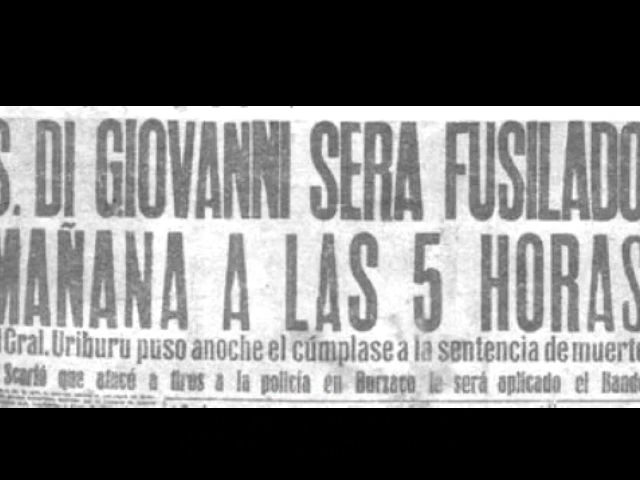 S. DI GIOVANNI SERA FUSILADO
MAÑANA A LAS 5 HORAS
l Gral. Uriburu puso anoche el cúmplase a la sentencia de muerte
Scarfó que atacó a tiros a la policía en Burzaco le será aplicado el Bando